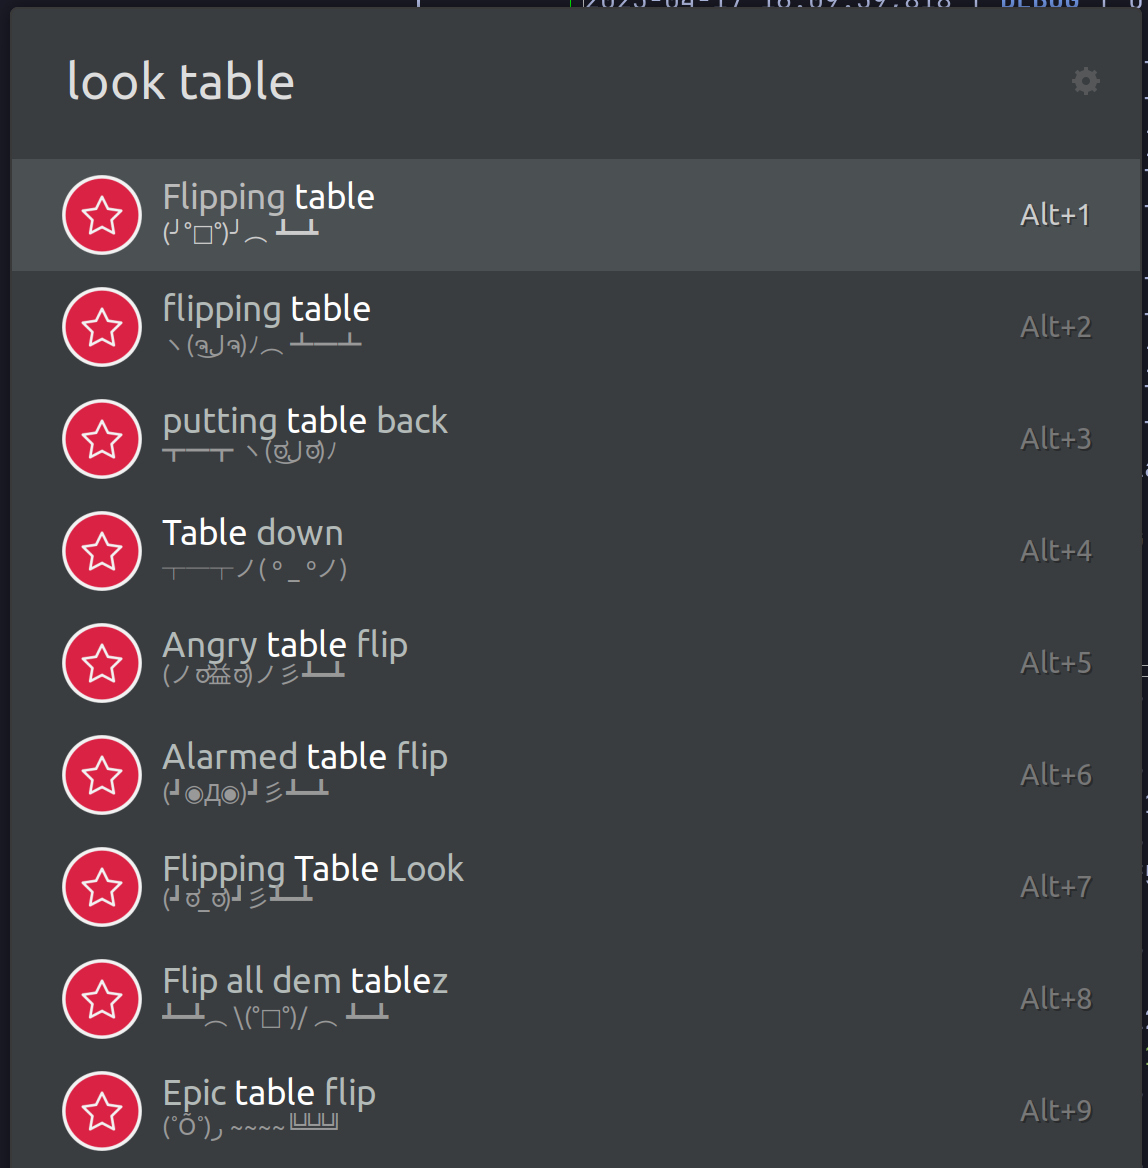 look table
Flipping table
(╯°□°)╯︵ ┻━┻
Alt+1
flipping table
ヽ(ຈل͜ຈ)ﾉ︵ ┻━┻
Alt+2
putting table back
┬──┬ ヽ(ಠل͜ಠ)ﾉ
Alt+3
Table down
┬──┬ノ( º _ ºノ)
Alt+4
Angry table flip
(ノಠ益ಠ)ノ彡┻━┻
Alt+5
Alarmed table flip
(┛◉Д◉)┛彡┻━┻
Alt+6
Flipping Table Look
(┛ಠ_ಠ)┛彡┻━┻
Alt+7
Flip all dem tablez
┻━┻︵ \(°□°)/ ︵ ┻━┻
Alt+8
Epic table flip
(˚Õ˚)ر ~~~~╚╩╩╝
Alt+9